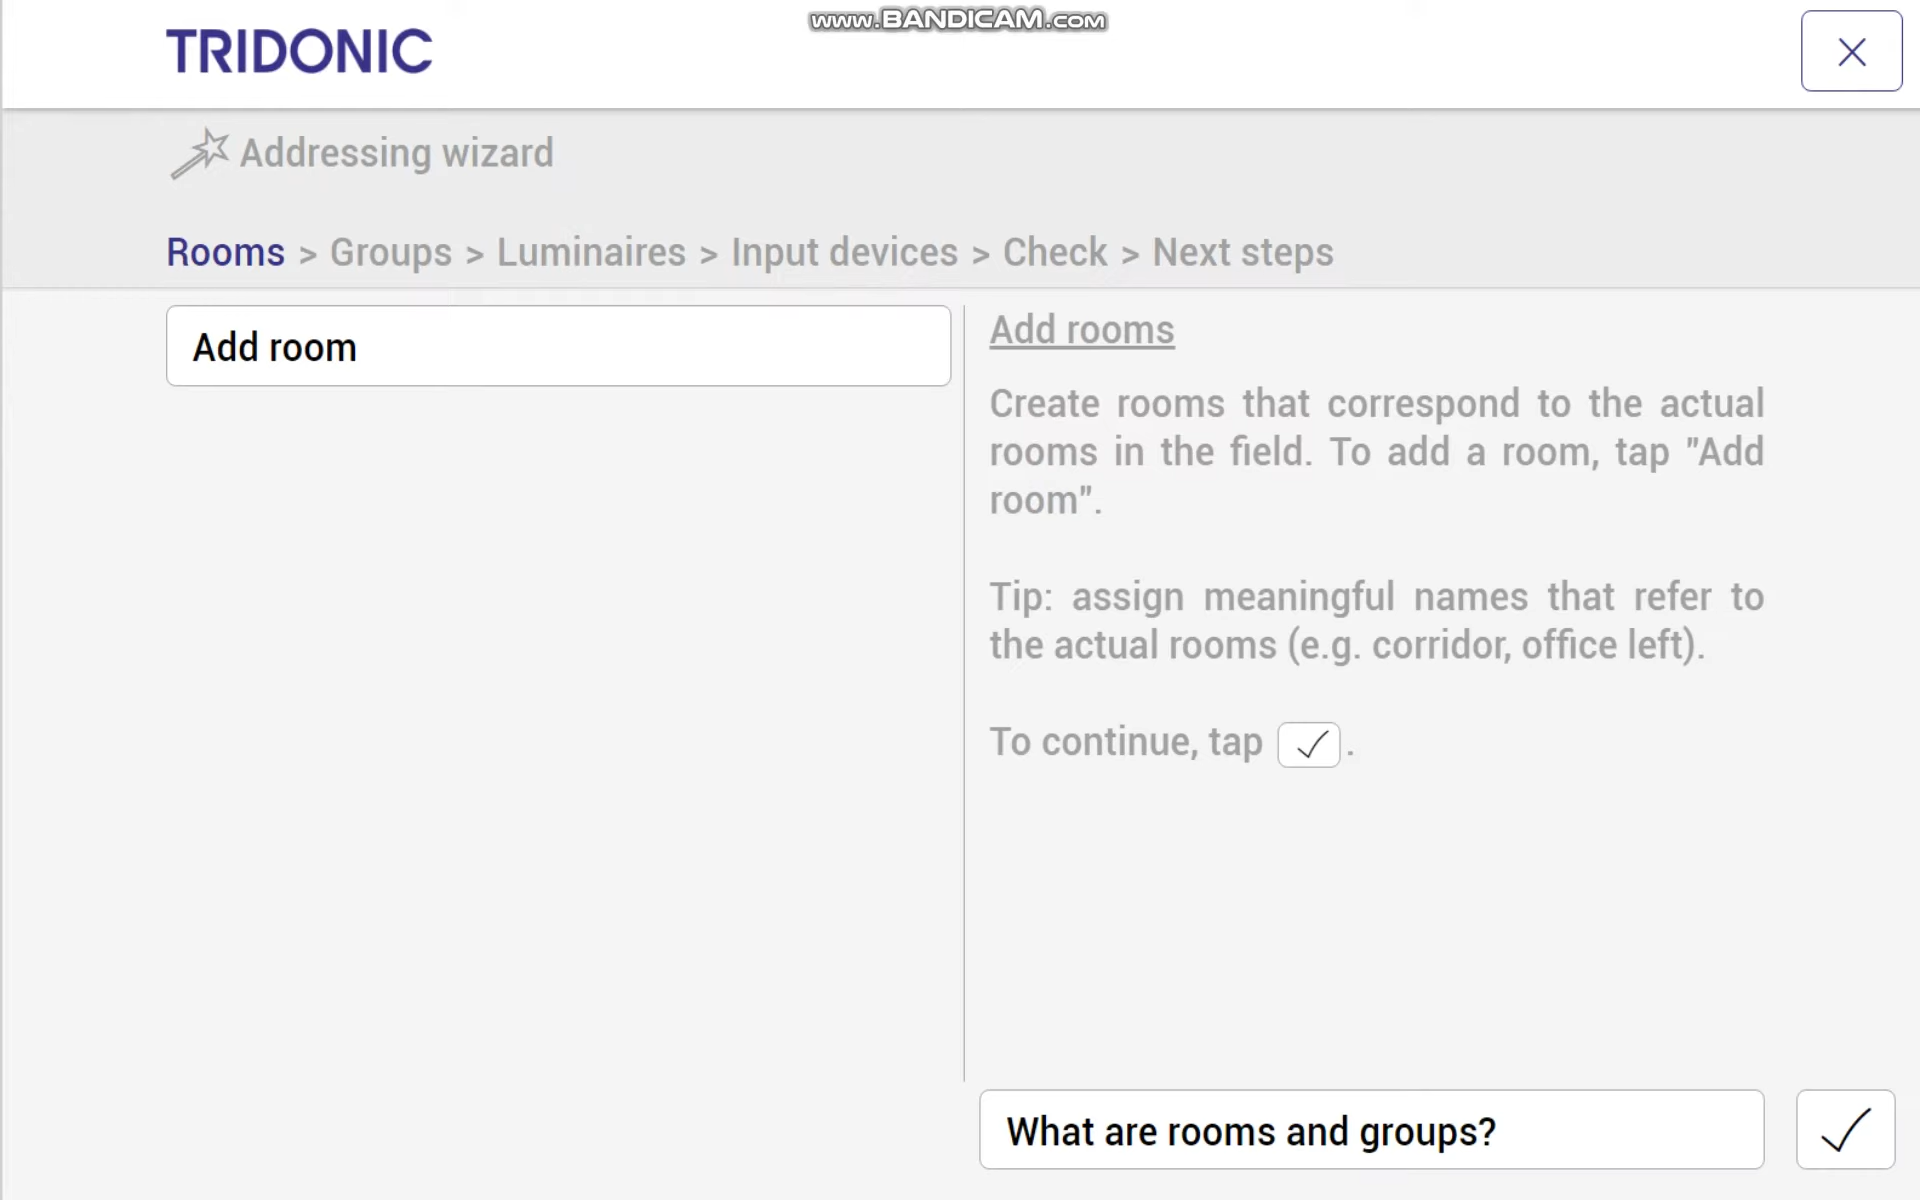 www.BANDICAM.com
TRIDONIC
Addressing wizard
Rooms > Groups > Luminaires > Input devices > Check > Next steps
Add room
Add rooms
Create rooms that correspond to the actual
rooms in the field. To add a room, tap "Add
room".
Tip: assign meaningful names that refer to
the actual rooms (e.g. corridor, office left).
To continue, tap ✓.
What are rooms and groups?